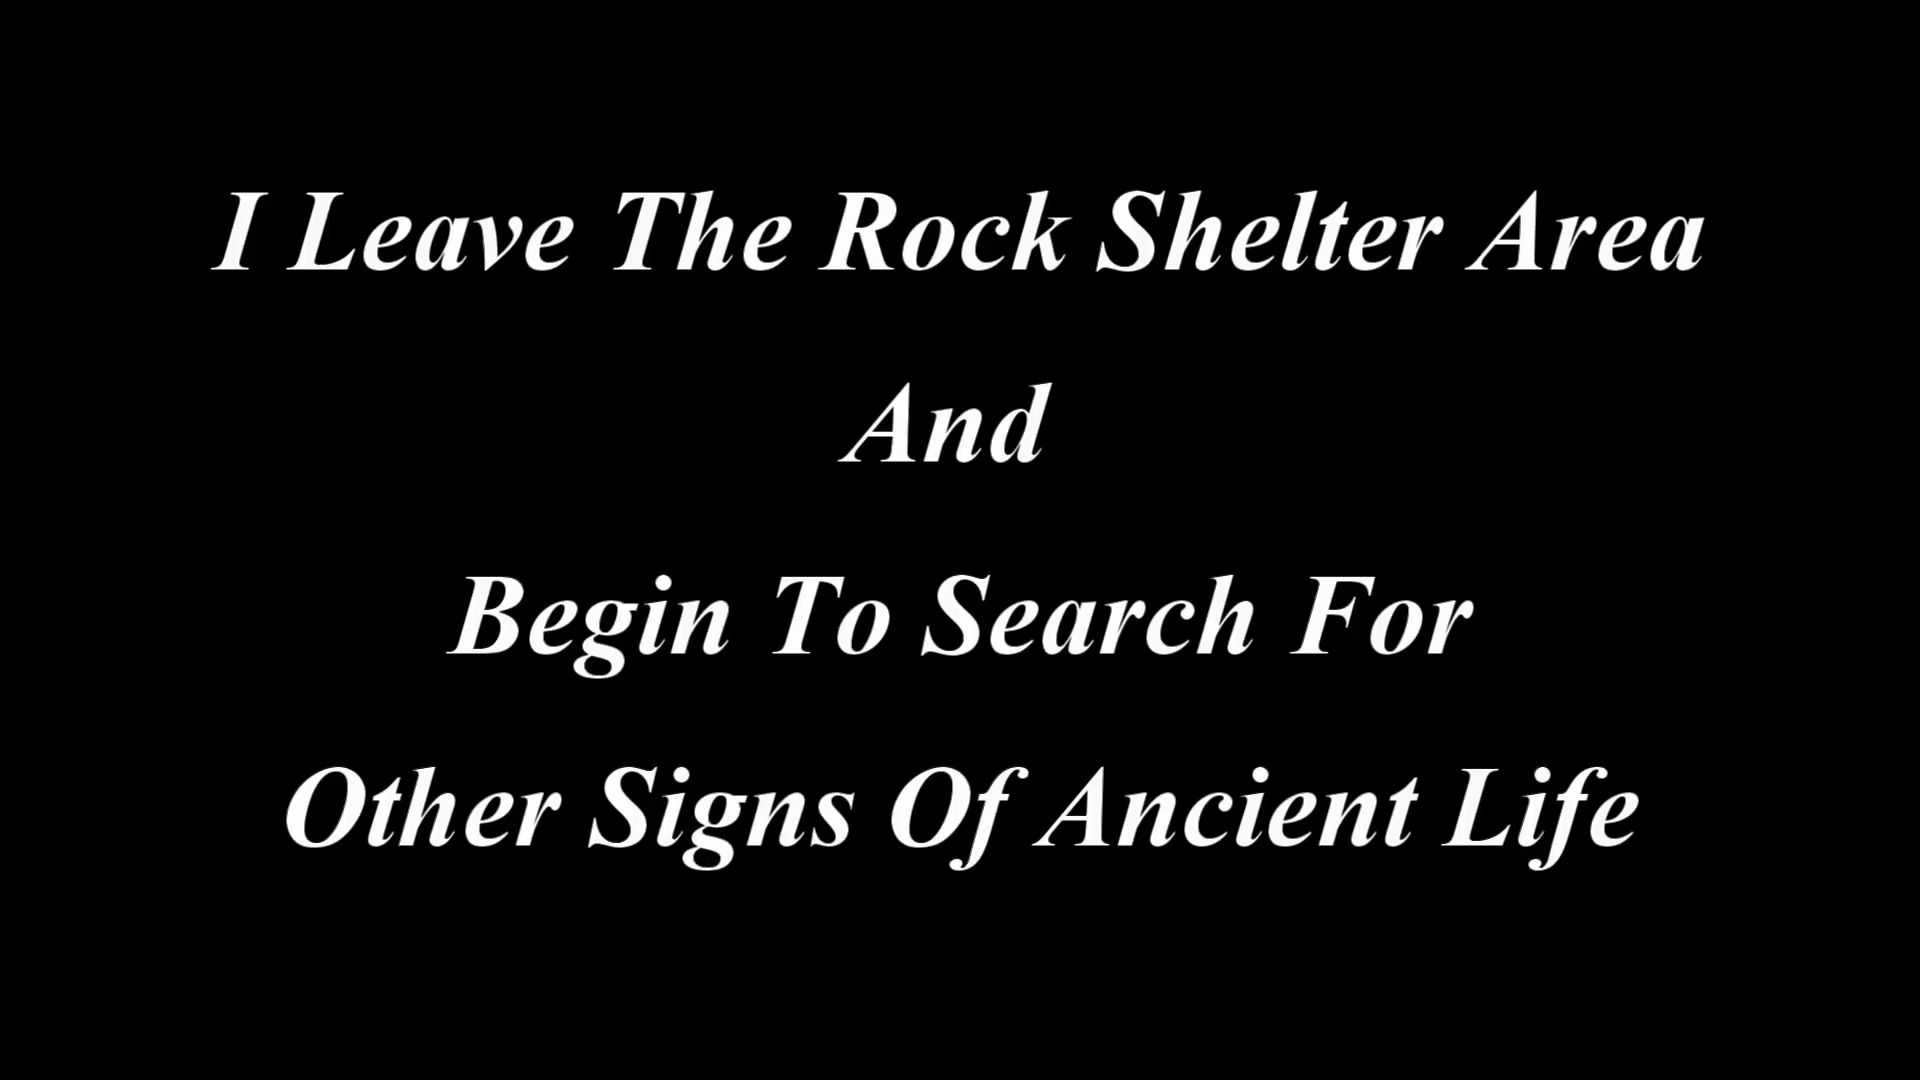 I Leave The Rock Shelter Area
And
Begin To Search For
Other Signs Of Ancient Life